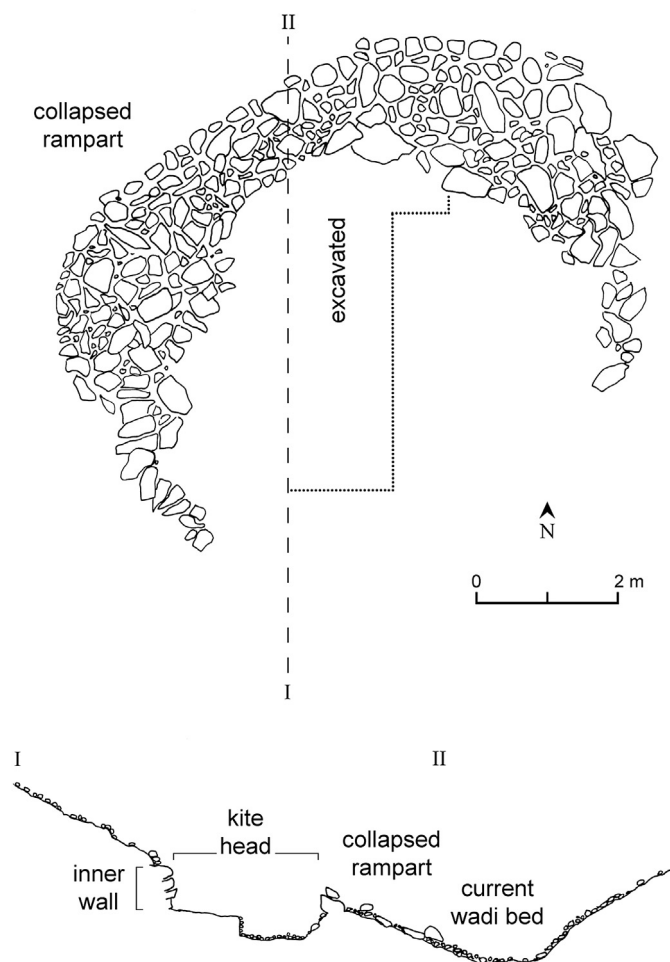 II
collapsed
rampart
excavated
N
0 2 m
I
I II
kite
head
collapsed
rampart
inner
wall
current
wadi bed